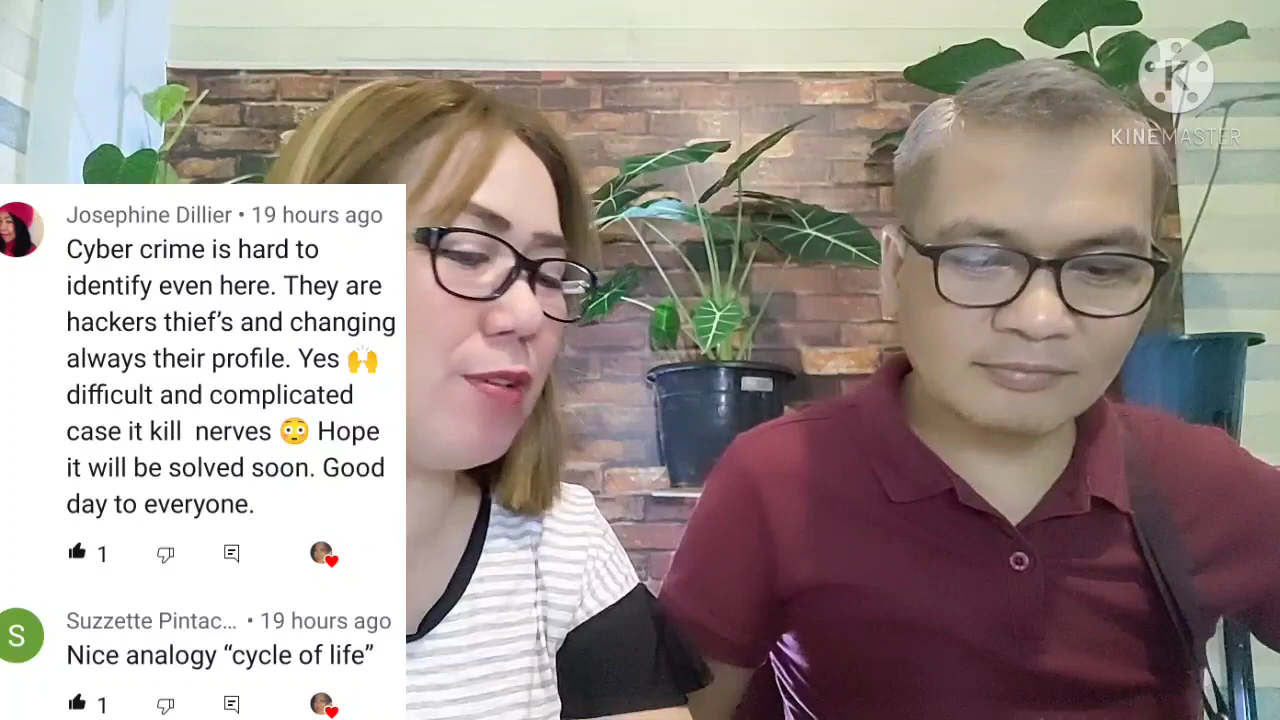 KINEMASTER
Josephine Dillier • 19 hours ago
Cyber crime is hard to
identify even here. They are
hackers thief’s and changing
always their profile. Yes 🙌
difficult and complicated
case it kill nerves 😳 Hope
it will be solved soon. Good
day to everyone.
1
S
Suzzette Pintac... • 19 hours ago
Nice analogy “cycle of life”
1